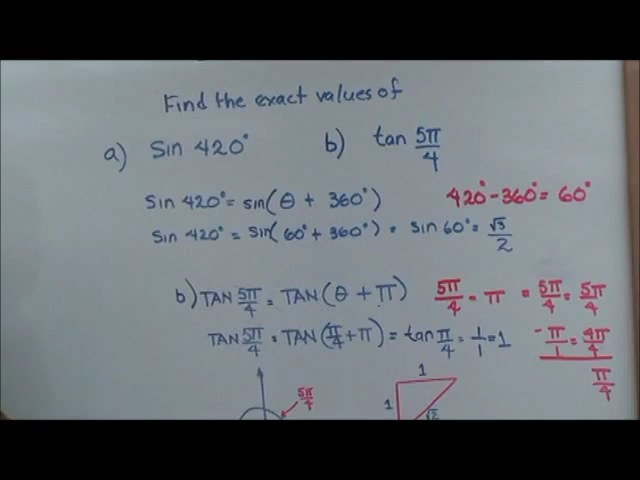 Find the exact values of
a) Sin 420° b) tan 5π/4
Sin 420° = sin(θ + 360°) 420° - 360° = 60°
Sin 420° = sin(60° + 360°) = sin 60° = √3/2
b) TAN 5π/4 = TAN(θ + π) 5π/4 - π = 5π/4 = 5π/4
TAN 5π/4 = TAN(π/4 + π) = tan π/4 = 1/1 = 1 - π/1 = 4π/4
π/4
1
5π/4 1 √2